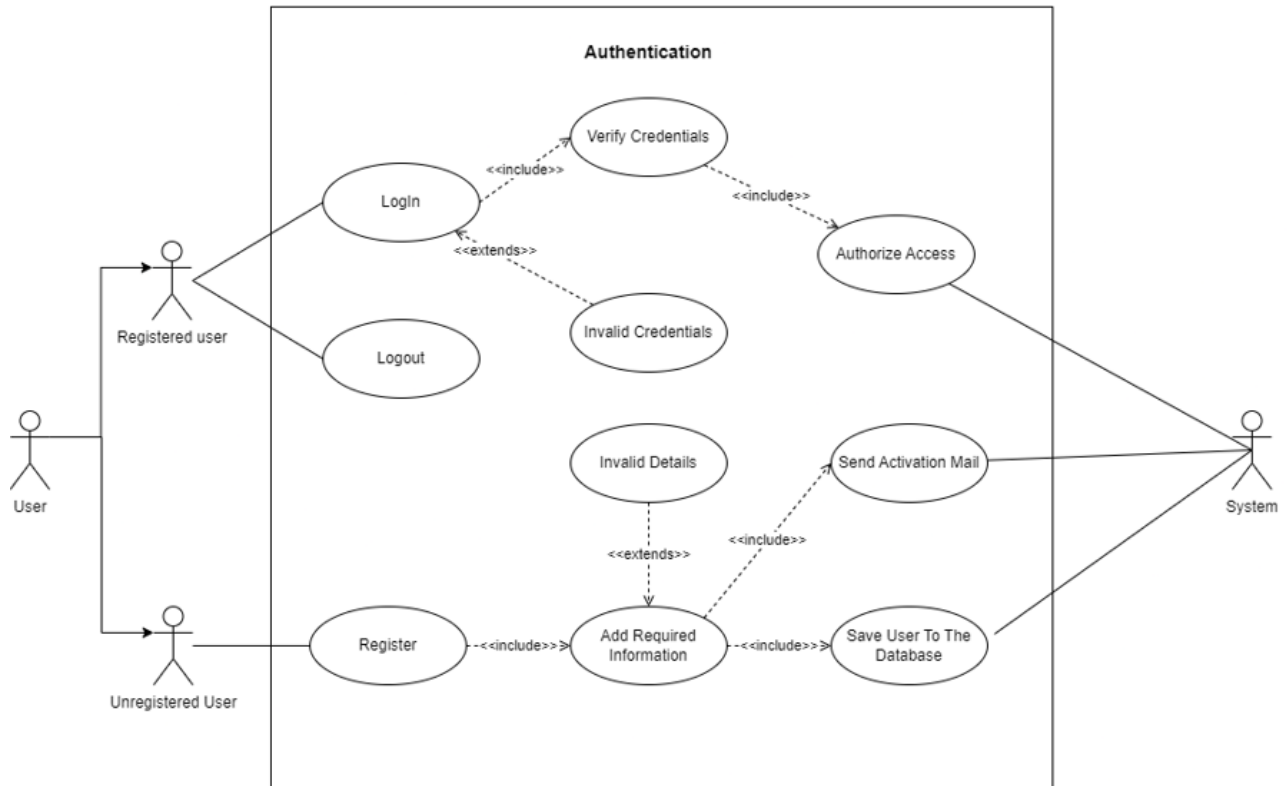 Authentication
Verify Credentials
<<include>>
<<include>>
LogIn
<<extends>>
Authorize Access
Registered user
Invalid Credentials
Logout
Invalid Details
Send Activation Mail
User
System
<<include>>
<<extends>>
Register
<<include>>
Add Required
Information
<<include>>
Save User To The
Database
Unregistered User